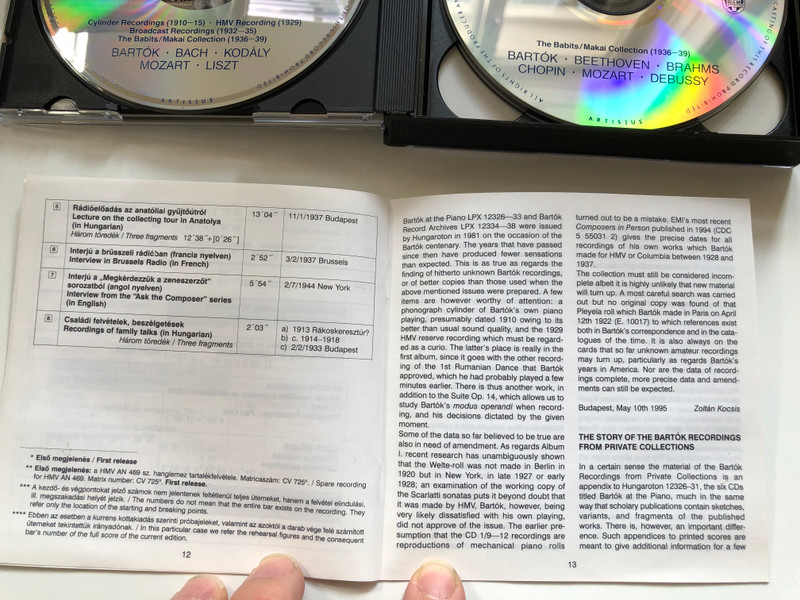 Cylinder Recordings (1910–15) · HMV Recording (1929)
Broadcast Recordings (1932–35)
The Babits/Makai Collection (1936–39)
BARTÓK · BACH · KODÁLY
MOZART · LISZT
ARTISJUS
The Babits/Makai Collection (1936–39)
BARTÓK · BEETHOVEN · BRAHMS
CHOPIN · MOZART · DEBUSSY
ALL RIGHTS OF THE PRODUCER AN
ARTISJUS
RECORD PROHIBITED
5 Rádióelőadás az anatóliai gyűjtőútról 13´04˝ 11/1/1937 Budapest
Lecture on the collecting tour in Anatolya
(in Hungarian)
Három töredék / Three fragments 12´38˝+[0´26˝]
6 Interjú a brüsszeli rádióban (francia nyelven) 2´52˝ 3/2/1937 Brussels
Interview in Brussels Radio (in French)
7 Interjú a „Megkérdezzük a zeneszerzőt" 5´54˝ 2/7/1944 New York
sorozatból (angol nyelven)
Interview from the "Ask the Composer" series
(in English)
8 Családi felvételek, beszélgetések 2´03˝
Recordings of family talks (in Hungarian)
Három töredék / Three fragments
a) 1913 Rákoskeresztúr?
b) c. 1914–1918
c) 2/2/1933 Budapest
* Első megjelenés / First release
** Első megjelenés: a HMV AN 469 sz. hanglemez tartalékfelvétele. Matricaszám: CV 725°. / Spare recording
for HMV AN 469. Matrix number: CV 725°. First release.
*** A kezdő- és végpontokat jelző számok nem jelentenek feltétlenül teljes ütemeket, hanem a felvétel elindulási,
ill. megszakadási helyét jelzik. / The numbers do not mean that the entire bar exists on the recording. They
refer only the location of the starting and breaking points.
**** Ebben az esetben a kurrens kottakiadás szerinti próbajeleket, valamint az azoktól a darab vége felé számított
ütemeket tekintettük irányadónak. / In this particular case we refer the rehearsal figures and the consequent
bar's number of the full score of the current edition.
12
Bartók at the Piano LPX 12326—33 and Bartók
Record Archives LPX 12334—38 were issued
by Hungaroton in 1981 on the occasion of the
Bartók centenary. The years that have passed
since then have produced fewer sensations
than expected. This is true as regards the
finding of hitherto unknown Bartók recordings,
or of better copies than those used when the
above mentioned issues were prepared. A few
items are however worthy of attention: a
phonograph cylinder of Bartók's own piano
playing, presumably dated 1910 owing to its
better than usual sound quality, and the 1929
HMV reserve recording which must be regard-
ed as a curio. The latter's place is really in the
first album, since it goes with the other record-
ing of the 1st Rumanian Dance that Bartók
approved, which he had probably played a few
minutes earlier. There is thus another work, in
addition to the Suite Op. 14, which allows us to
study Bartók's modus operandi when record-
ing, and his decisions dictated by the given
moment.
Some of the data so far believed to be true are
also in need of amendment. As regards Album
I. recent research has unambiguously shown
that the Welte-roll was not made in Berlin in
1920 but in New York, in late 1927 or early
1928; an examination of the working copy of
the Scarlatti sonatas puts it beyond doubt that
it was made by HMV. Bartók, however, being
very likely dissatisfied with his own playing,
did not approve of the issue. The earlier pre-
sumption that the CD 1/9—12 recordings are
reproductions of mechanical piano rolls
turned out to be a mistake. EMI's most recent
Composers in Person published in 1994 (CDC
5 55031 2) gives the precise dates for all
recordings of his own works which Bartók
made for HMV or Columbia between 1928 and
1937.
The collection must still be considered incom-
plete albeit it is highly unlikely that new material
will turn up. A most careful search was carried
out but no original copy was found of that
Pleyela roll which Bartók made in Paris on April
12th 1922 (E. 10017) to which references exist
both in Bartók's correspondence and in the cata-
logues of the time. It is also always on the
cards that so far unknown amateur recordings
may turn up, particularly as regards Bartók's
years in America. Nor are the data of record-
ings complete, more precise data and amend-
ments can still be expected.
Budapest, May 10th 1995 Zoltán Kocsis
THE STORY OF THE BARTÓK RECORDINGS
FROM PRIVATE COLLECTIONS
In a certain sense the material of the Bartók
Recordings from Private Collections is an
appendix to Hungaroton 12326-31, the six CDs
titled Bartók at the Piano, much in the same
way that scholarly publications contain sketches,
variants, and fragments of the published
works. There is, however, an important differ-
ence. Such appendices to printed scores are
meant to give additional information for a few
13